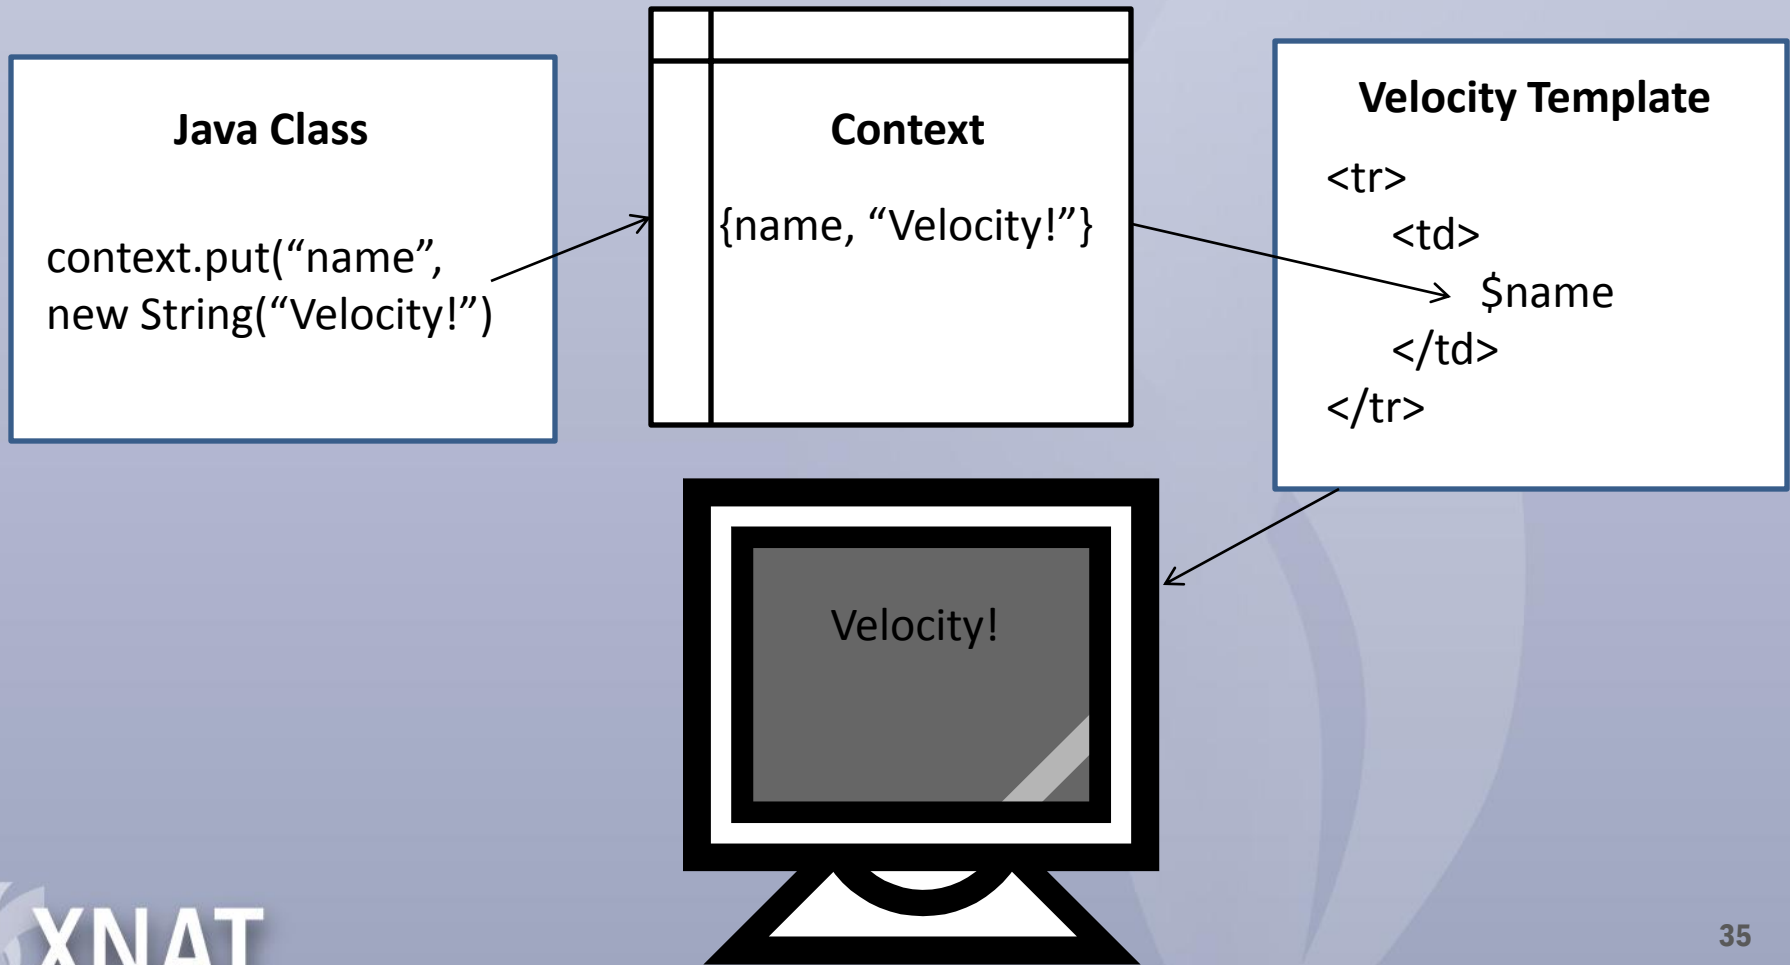 Java Class
context.put(“name”,
new String(“Velocity!”)
Context
{name, “Velocity!”}
Velocity Template
<tr>
<td>
$name
</td>
</tr>
Velocity!
XNAT
35